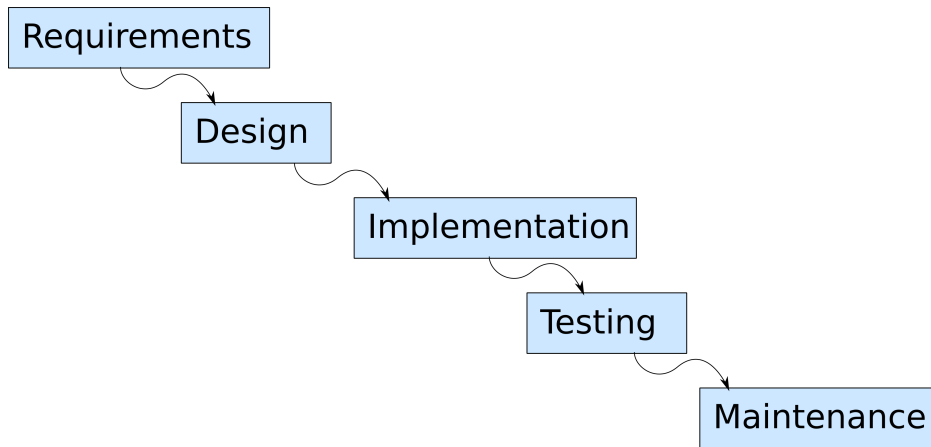 Requirements
Design
Implementation
Testing
Maintenance